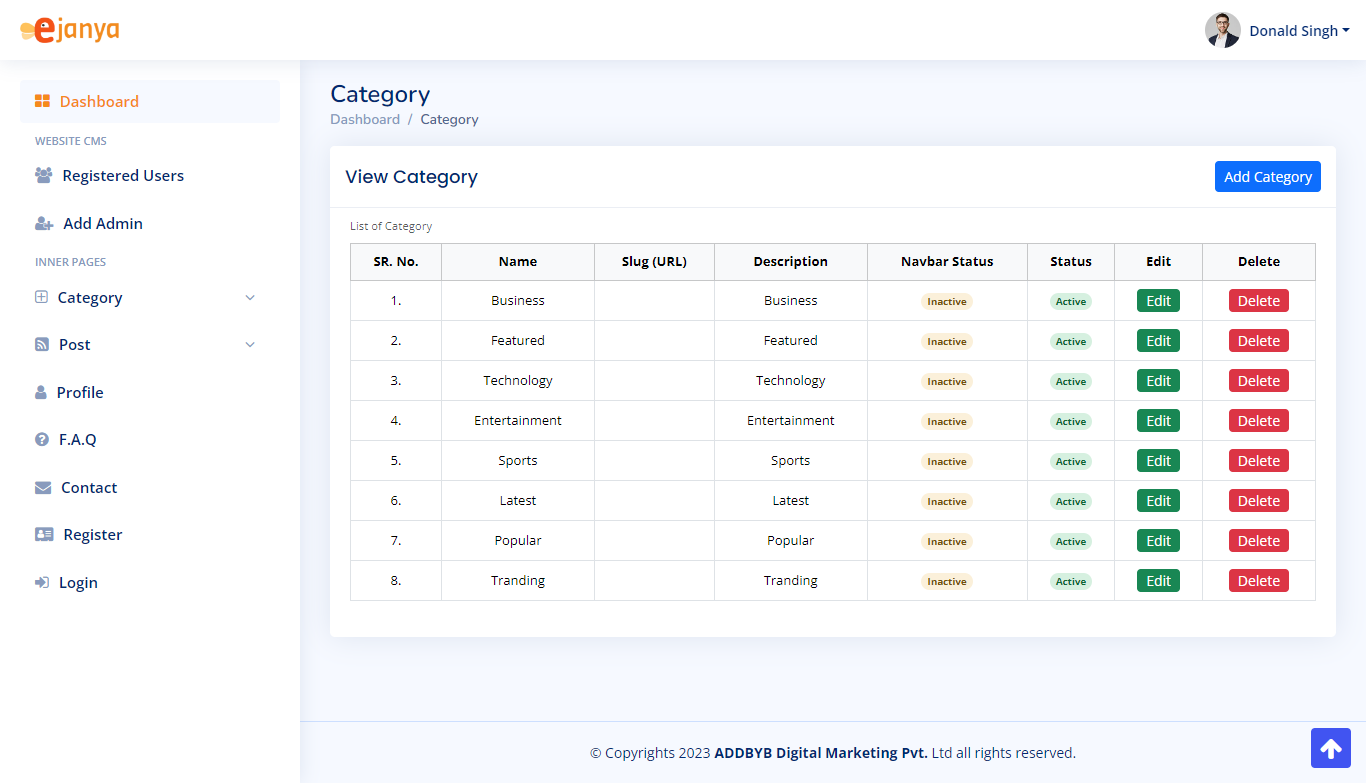 ejanya
Donald Singh
Dashboard
WEBSITE CMS
Registered Users
Add Admin
INNER PAGES
Category
Post
Profile
F.A.Q
Contact
Register
Login
Category
Dashboard / Category
View Category
Add Category
List of Category
SR. No. Name Slug (URL) Description Navbar Status Status Edit Delete
1. Business Business Inactive Active Edit Delete
2. Featured Featured Inactive Active Edit Delete
3. Technology Technology Inactive Active Edit Delete
4. Entertainment Entertainment Inactive Active Edit Delete
5. Sports Sports Inactive Active Edit Delete
6. Latest Latest Inactive Active Edit Delete
7. Popular Popular Inactive Active Edit Delete
8. Tranding Tranding Inactive Active Edit Delete
© Copyrights 2023 ADDBYB Digital Marketing Pvt. Ltd all rights reserved.